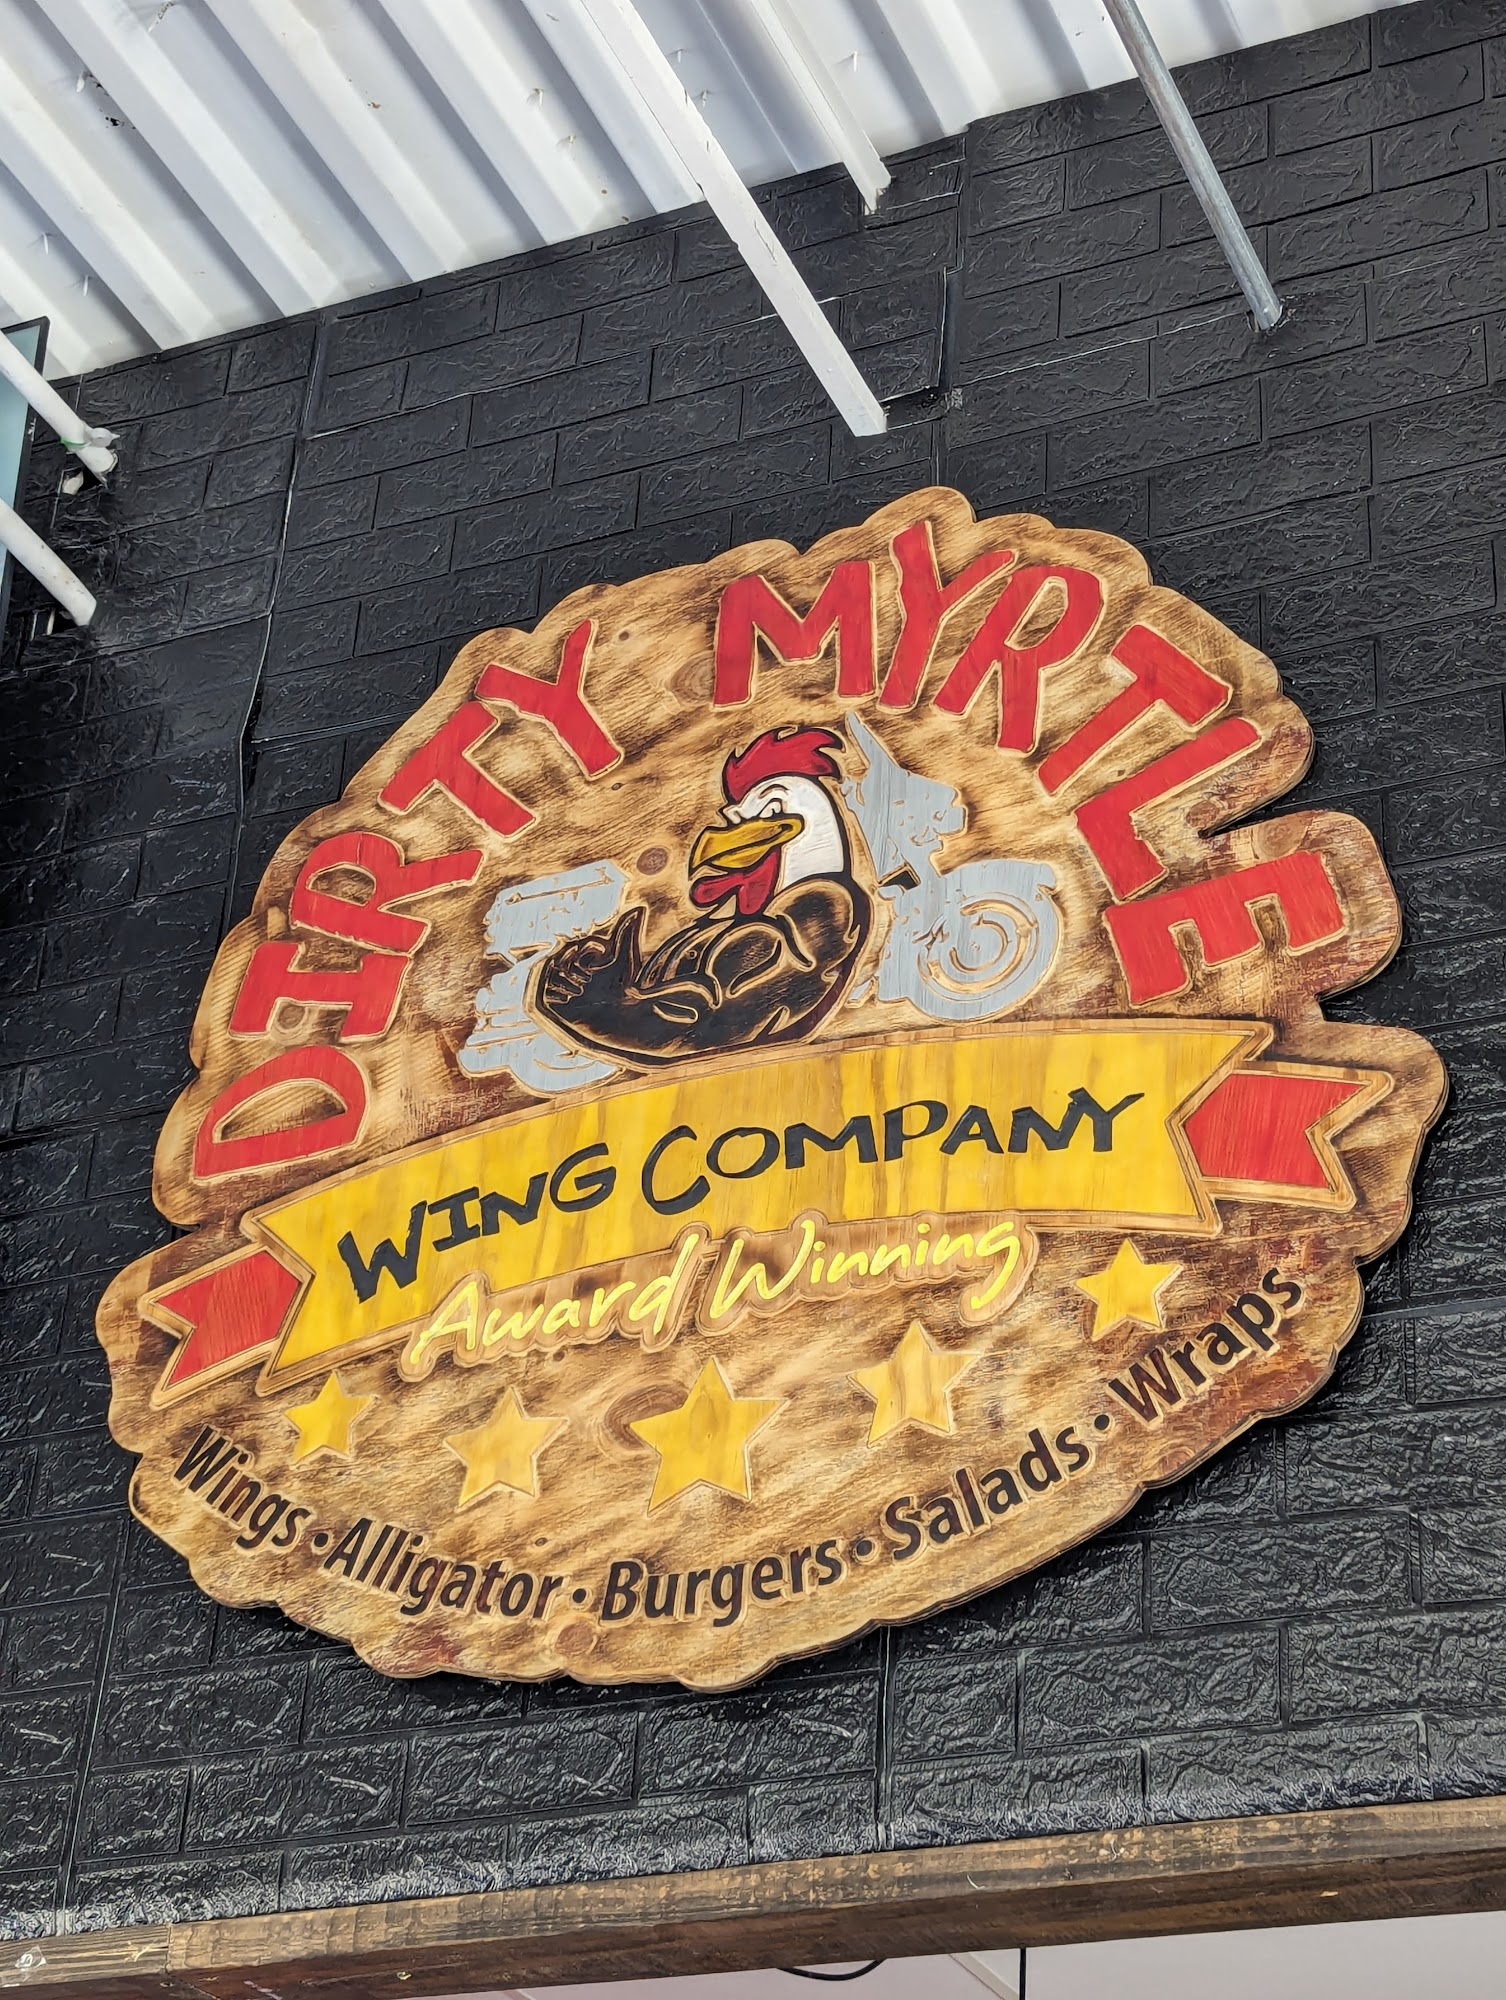 DIRTY MYRTLE
WING COMPANY
Award Winning
Wings • Alligator • Burgers • Salads • Wraps